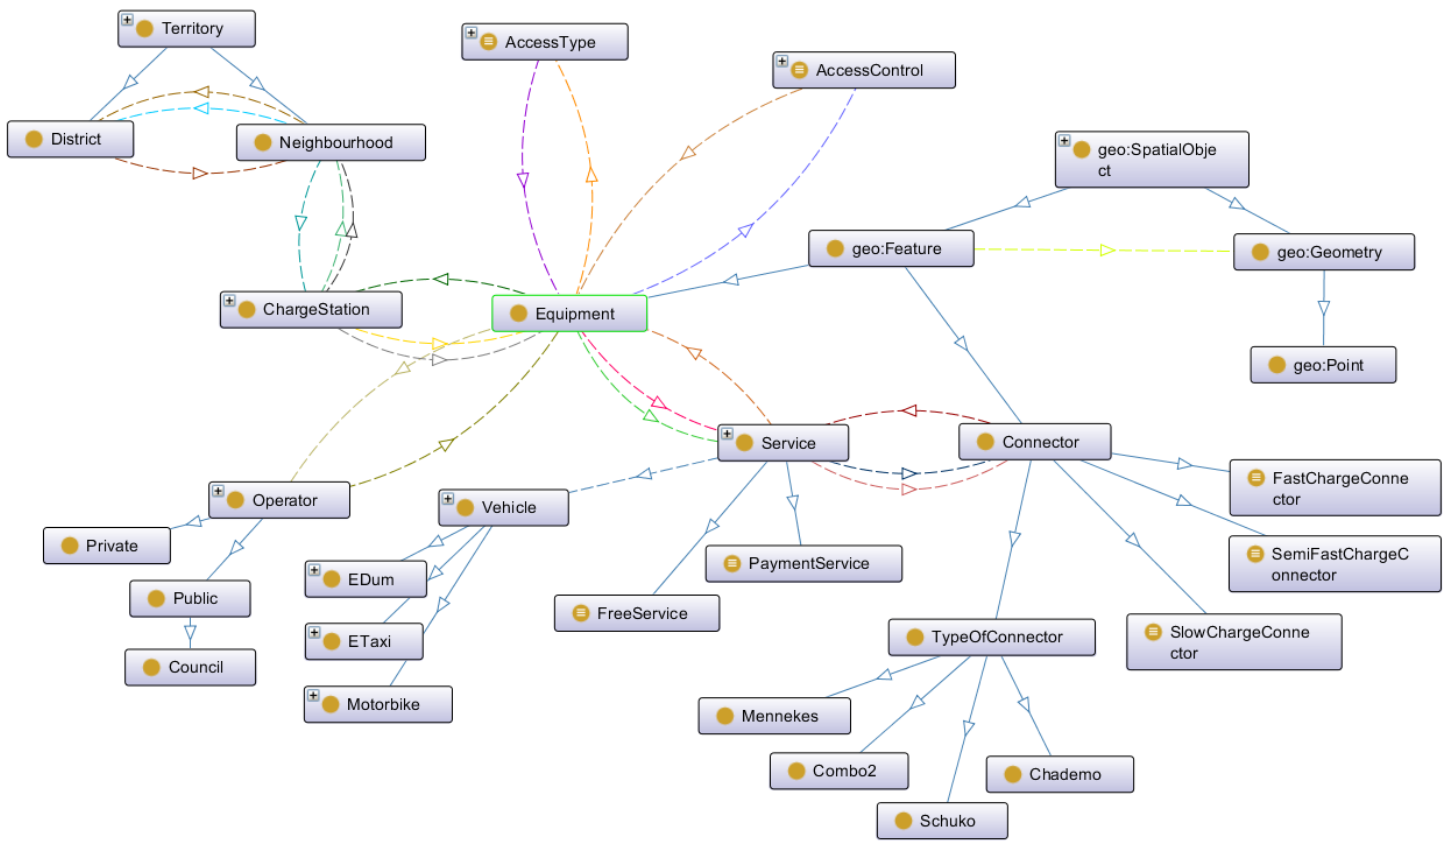 Territory
AccessType
AccessControl
District
Neighbourhood
geo:SpatialObje
ct
geo:Feature
geo:Geometry
ChargeStation
Equipment
geo:Point
Service
Connector
FastChargeConne
ctor
Operator
Vehicle
Private
SemiFastChargeC
onnector
PaymentService
EDum
Public
FreeService
TypeOfConnector
SlowChargeConne
ctor
ETaxi
Council
Motorbike
Mennekes
Combo2
Chademo
Schuko